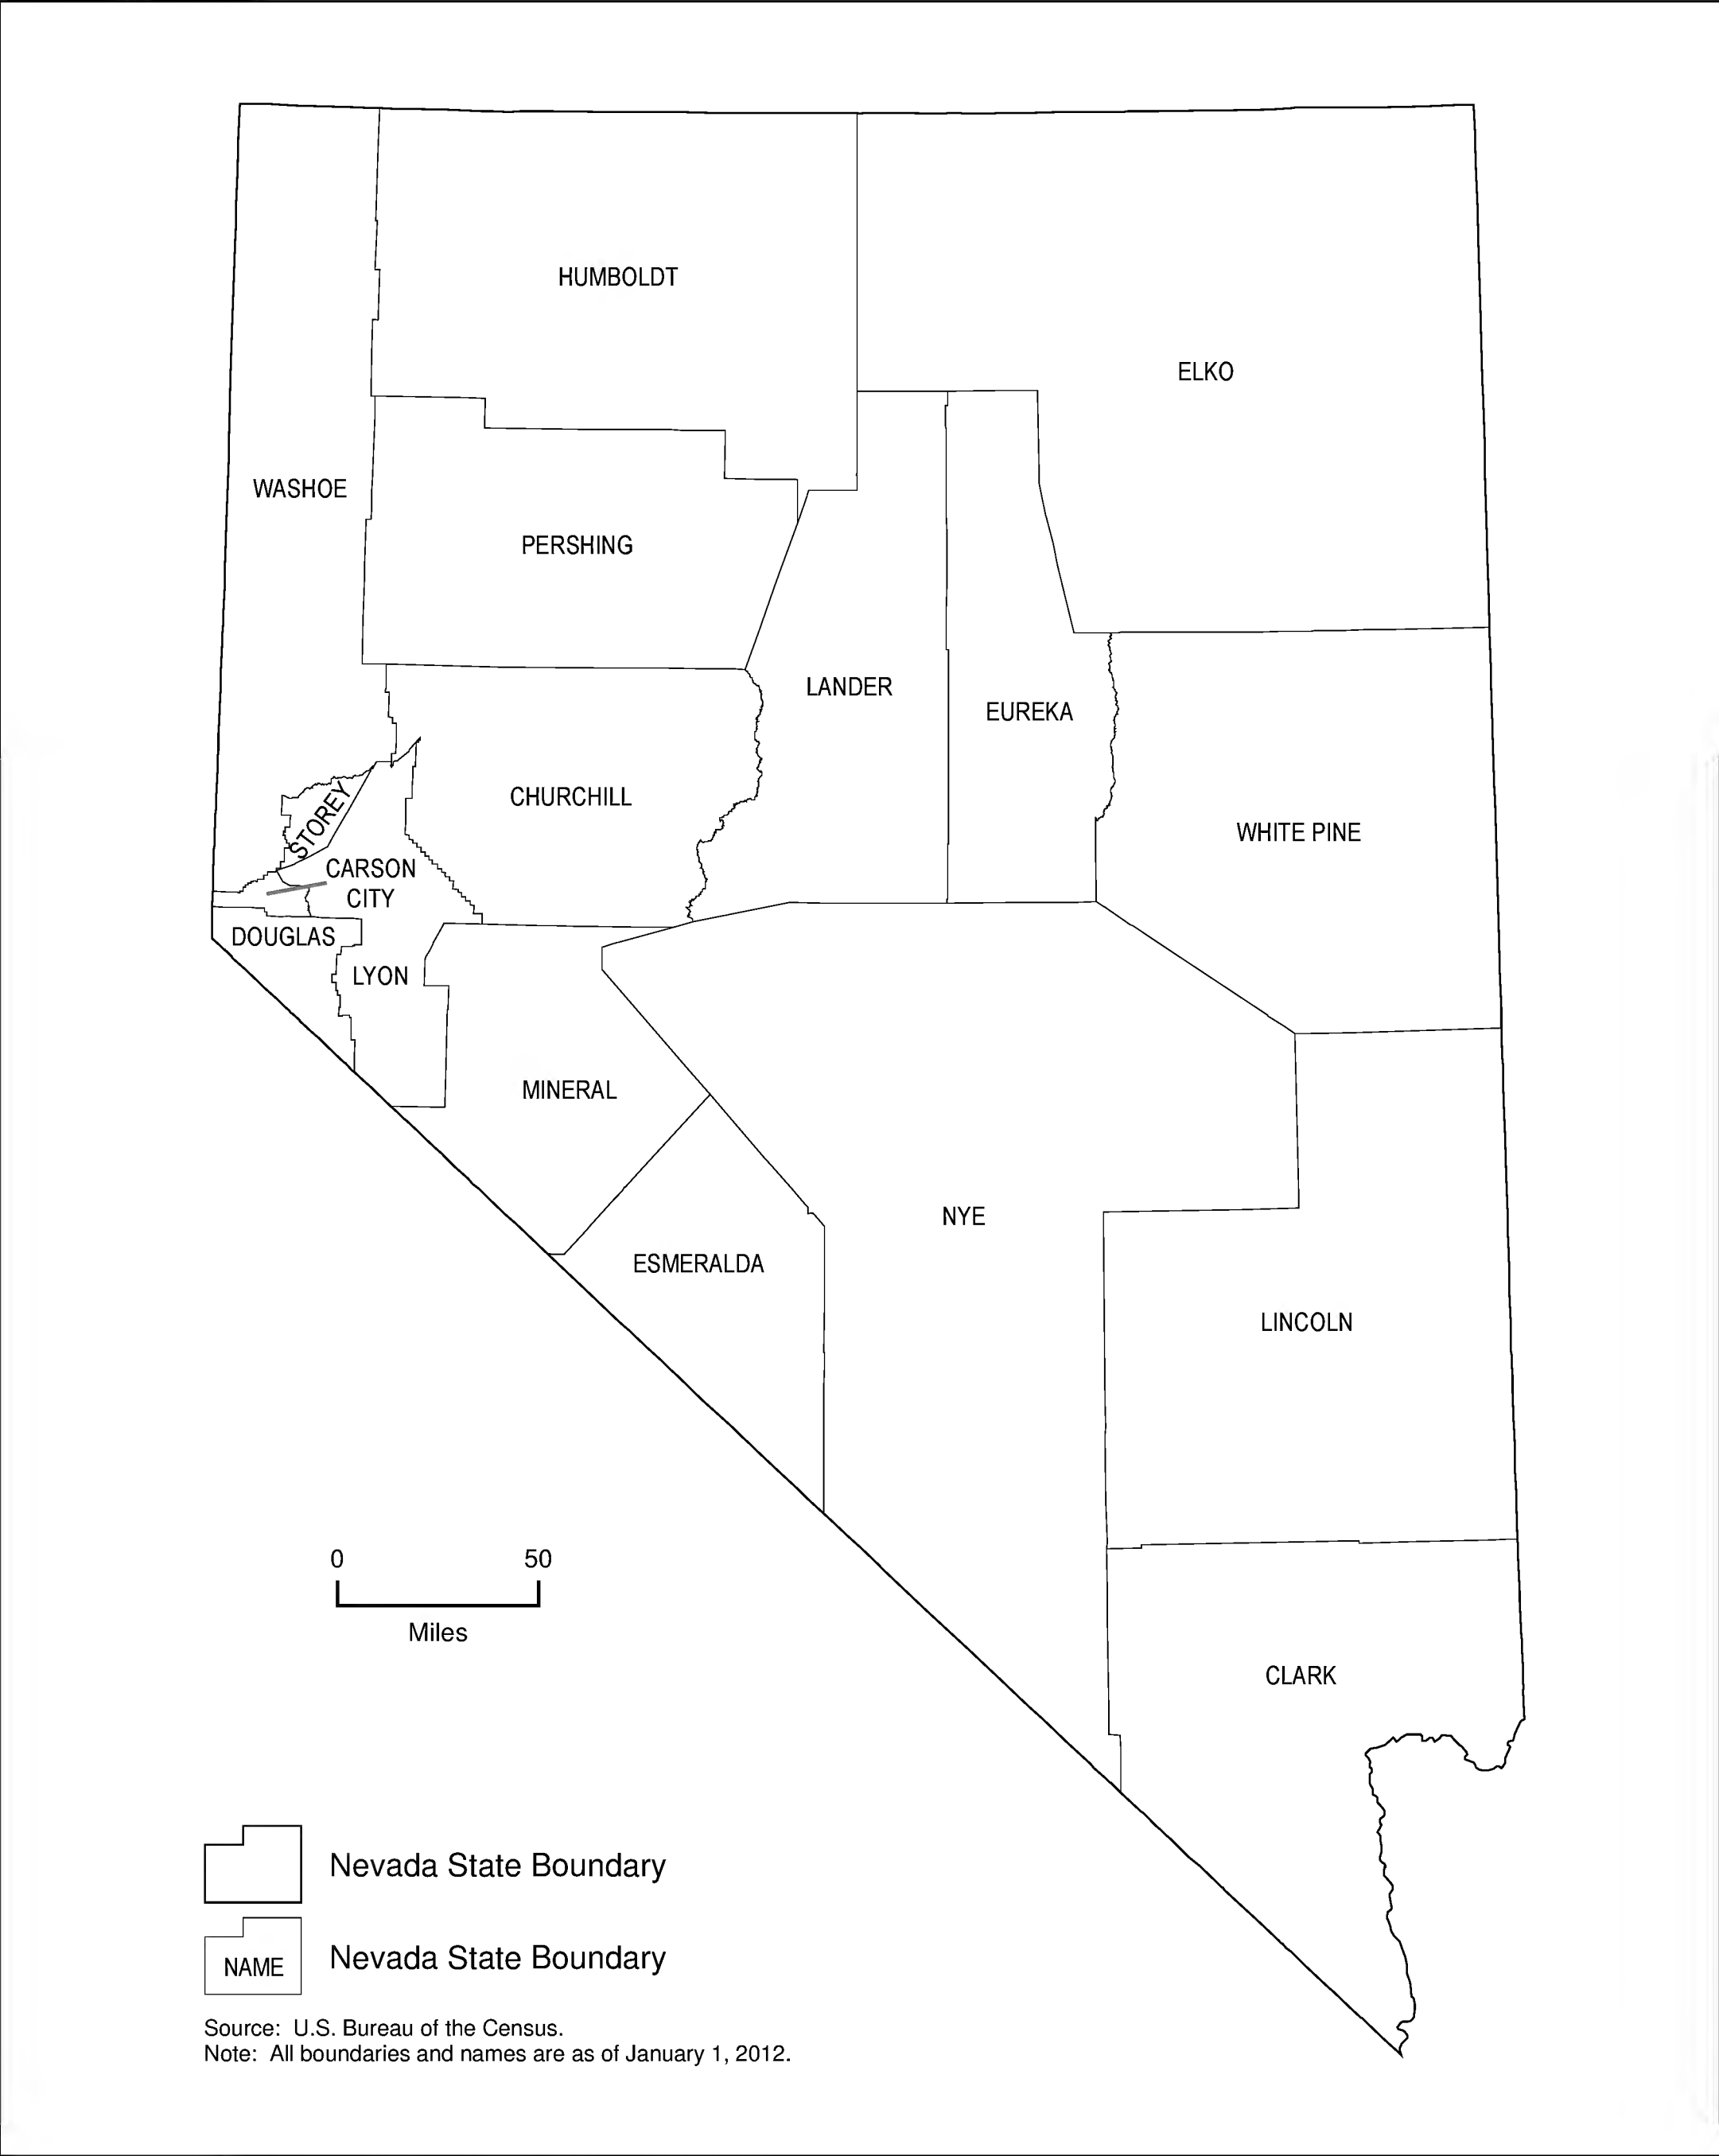 HUMBOLDT
ELKO
WASHOE
PERSHING
LANDER
EUREKA
CHURCHILL
STOREY
WHITE PINE
CARSON
CITY
DOUGLAS
LYON
MINERAL
NYE
ESMERALDA
LINCOLN
0 50
Miles
CLARK
Nevada State Boundary
NAME Nevada State Boundary
Source: U.S. Bureau of the Census.
Note: All boundaries and names are as of January 1, 2012.